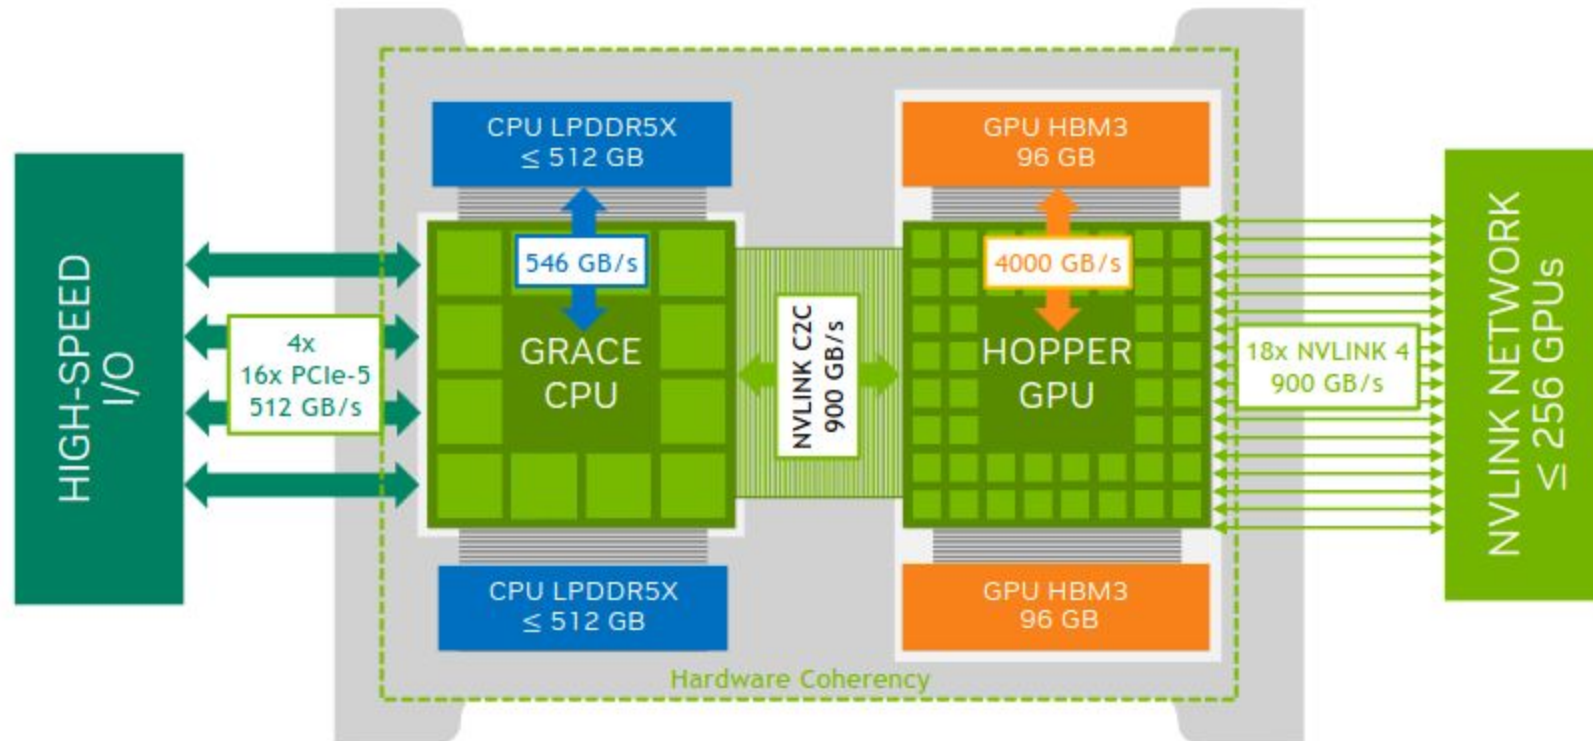 HIGH-SPEED
I/O
4x
16x PCIe-5
512 GB/s
CPU LPDDR5X
≤ 512 GB
546 GB/s
GRACE
CPU
CPU LPDDR5X
≤ 512 GB
NVLINK C2C
900 GB/s
GPU HBM3
96 GB
4000 GB/s
HOPPER
GPU
GPU HBM3
96 GB
18x NVLINK 4
900 GB/s
NVLINK NETWORK
≤ 256 GPUs
Hardware Coherency